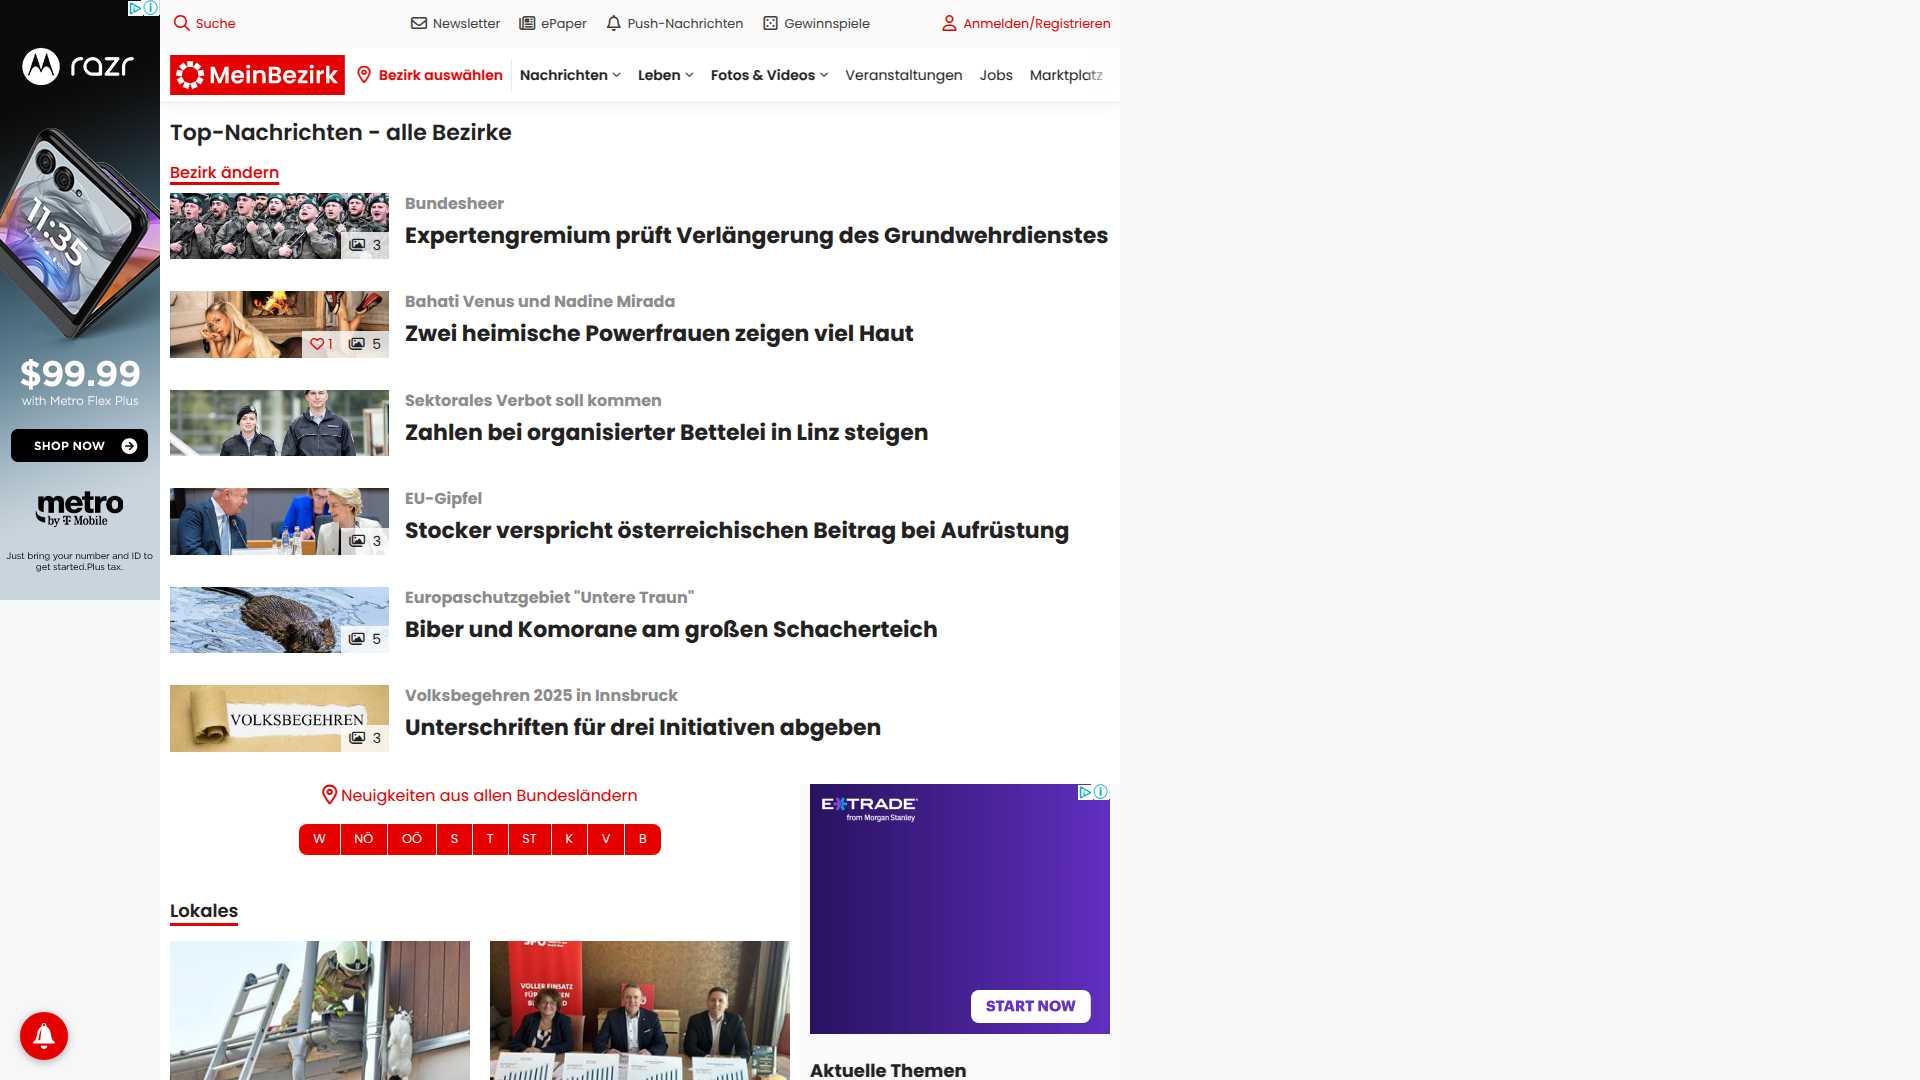 Suche
Newsletter
ePaper
Push-Nachrichten
Gewinnspiele
Anmelden/Registrieren
MeinBezirk
Bezirk auswählen
Nachrichten
Leben
Fotos & Videos
Veranstaltungen
Jobs
Marktplatz
razr
11:35
$99.99
with Metro Flex Plus
SHOP NOW
metro
by T Mobile
Just bring your number and ID to
get started.Plus tax.
Top-Nachrichten - alle Bezirke
Bezirk ändern
3
Bundesheer
Expertengremium prüft Verlängerung des Grundwehrdienstes
1
5
Bahati Venus und Nadine Mirada
Zwei heimische Powerfrauen zeigen viel Haut
Sektorales Verbot soll kommen
Zahlen bei organisierter Bettelei in Linz steigen
3
EU-Gipfel
Stocker verspricht österreichischen Beitrag bei Aufrüstung
5
Europaschutzgebiet "Untere Traun"
Biber und Komorane am großen Schacherteich
VOLKSBEGEHREN
3
Volksbegehren 2025 in Innsbruck
Unterschriften für drei Initiativen abgeben
Neuigkeiten aus allen Bundesländern
W
NÖ
OÖ
S
T
ST
K
V
B
E*TRADE
from Morgan Stanley
START NOW
Lokales
VOLLER EINSATZ
Aktuelle Themen